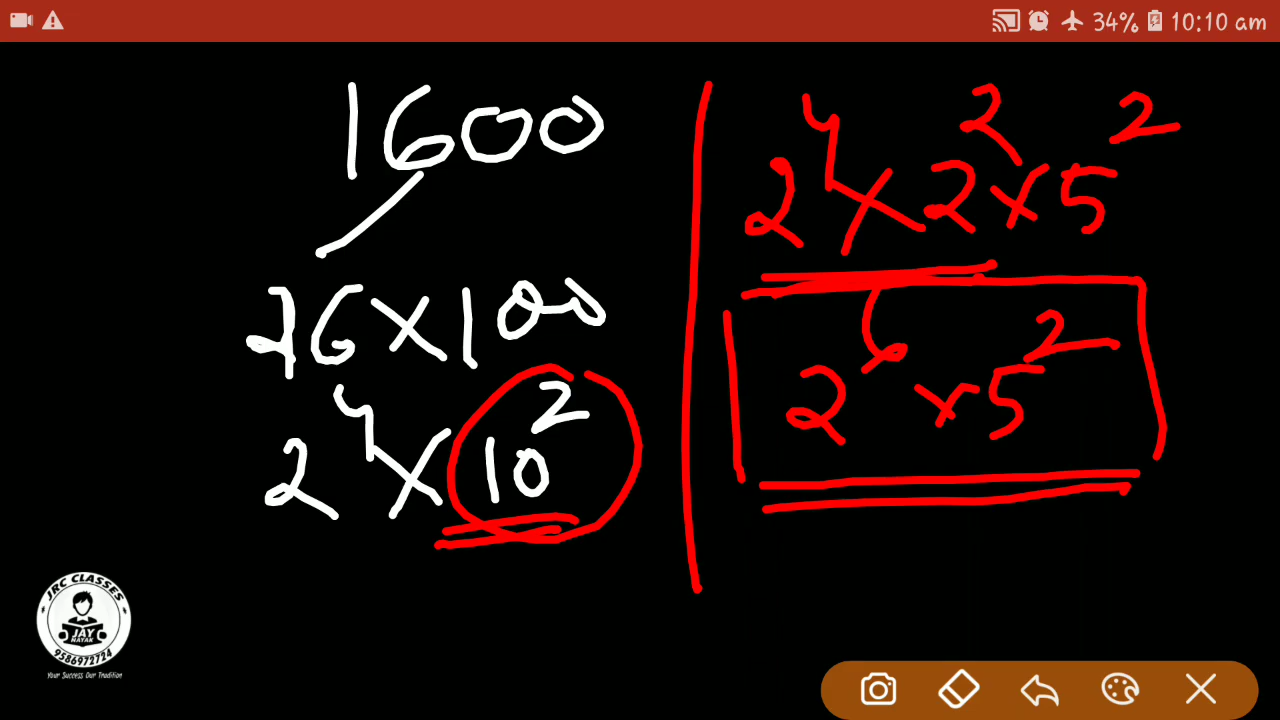 34% 10:10 am
1600
16×100
2⁴×10²
2⁴×2²×5²
2⁶×5²
JRC CLASSES
JAY
NAYAK
9586972724
Your Success Our Tradition